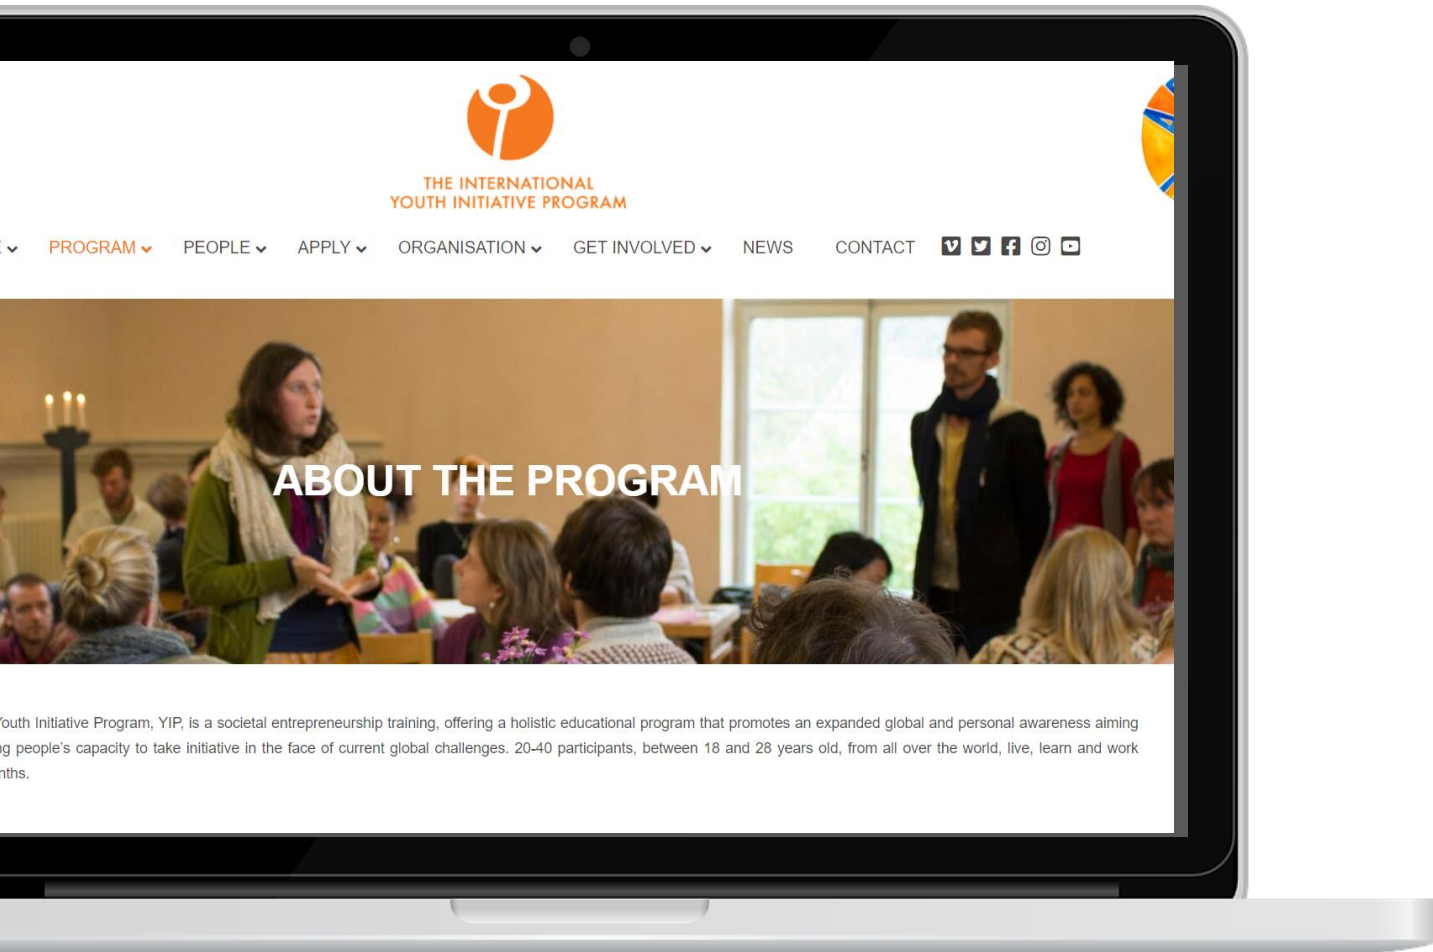 THE INTERNATIONAL
YOUTH INITIATIVE PROGRAM
PROGRAM PEOPLE APPLY ORGANISATION GET INVOLVED NEWS CONTACT
ABOUT THE PROGRAM
Youth Initiative Program, YIP, is a societal entrepreneurship training, offering a holistic educational program that promotes an expanded global and personal awareness aiming
people's capacity to take initiative in the face of current global challenges. 20-40 participants, between 18 and 28 years old, from all over the world, live, learn and work